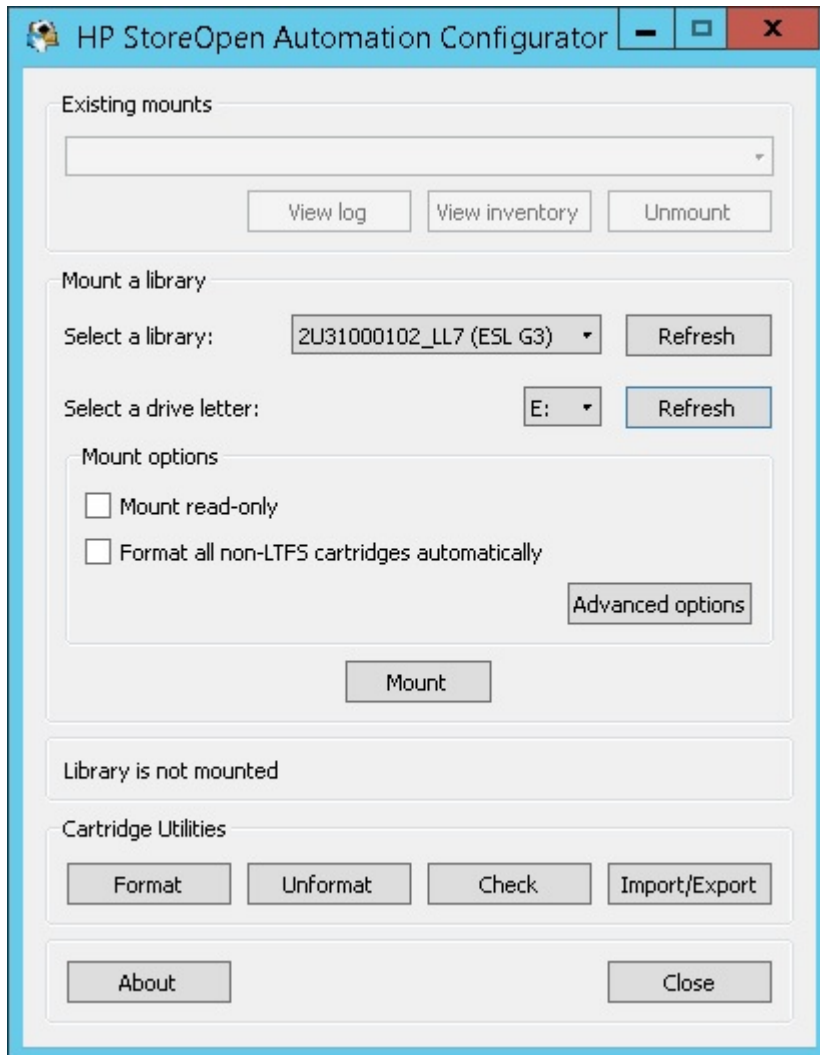 HP StoreOpen Automation Configurator
Existing mounts
View log View inventory Unmount
Mount a library
Select a library: 2U31000102_LL7 (ESL G3) Refresh
Select a drive letter: E: Refresh
Mount options
Mount read-only
Format all non-LTFS cartridges automatically
Advanced options
Mount
Library is not mounted
Cartridge Utilities
Format Unformat Check Import/Export
About Close